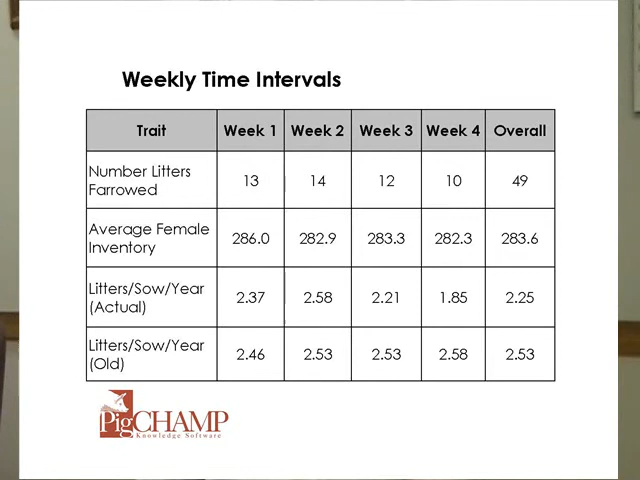 Weekly Time Intervals
Trait Week 1 Week 2 Week 3 Week 4 Overall
Number Litters
Farrowed 13 14 12 10 49
Average Female
Inventory 286.0 282.9 283.3 282.3 283.6
Litters/Sow/Year
(Actual) 2.37 2.58 2.21 1.85 2.25
Litters/Sow/Year
(Old) 2.46 2.53 2.53 2.58 2.53
PigCHAMP
Knowledge Software